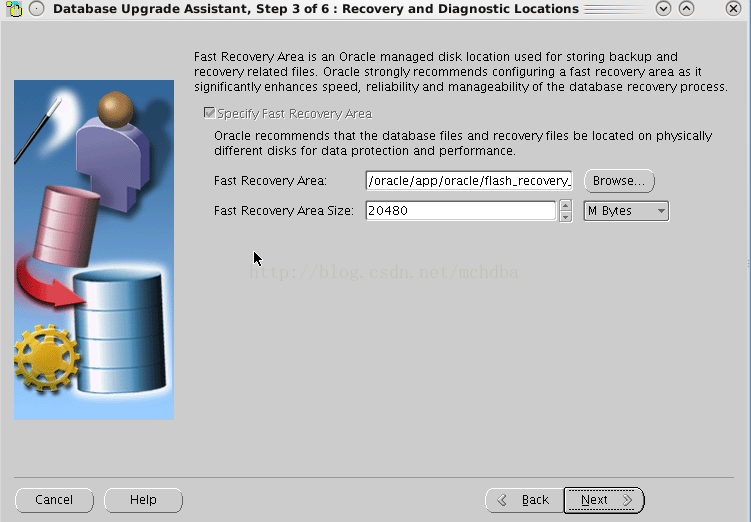 Database Upgrade Assistant, Step 3 of 6 : Recovery and Diagnostic Locations
Fast Recovery Area is an Oracle managed disk location used for storing backup and
recovery related files. Oracle strongly recommends configuring a fast recovery area as it
significantly enhances speed, reliability and manageability of the database recovery process.
Specify Fast Recovery Area
Oracle recommends that the database files and recovery files be located on physically
different disks for data protection and performance.
Fast Recovery Area: /oracle/app/oracle/flash_recovery_ Browse...
Fast Recovery Area Size: 20480 M Bytes
http://blog.csdn.net/mchdba
Cancel Help Back Next